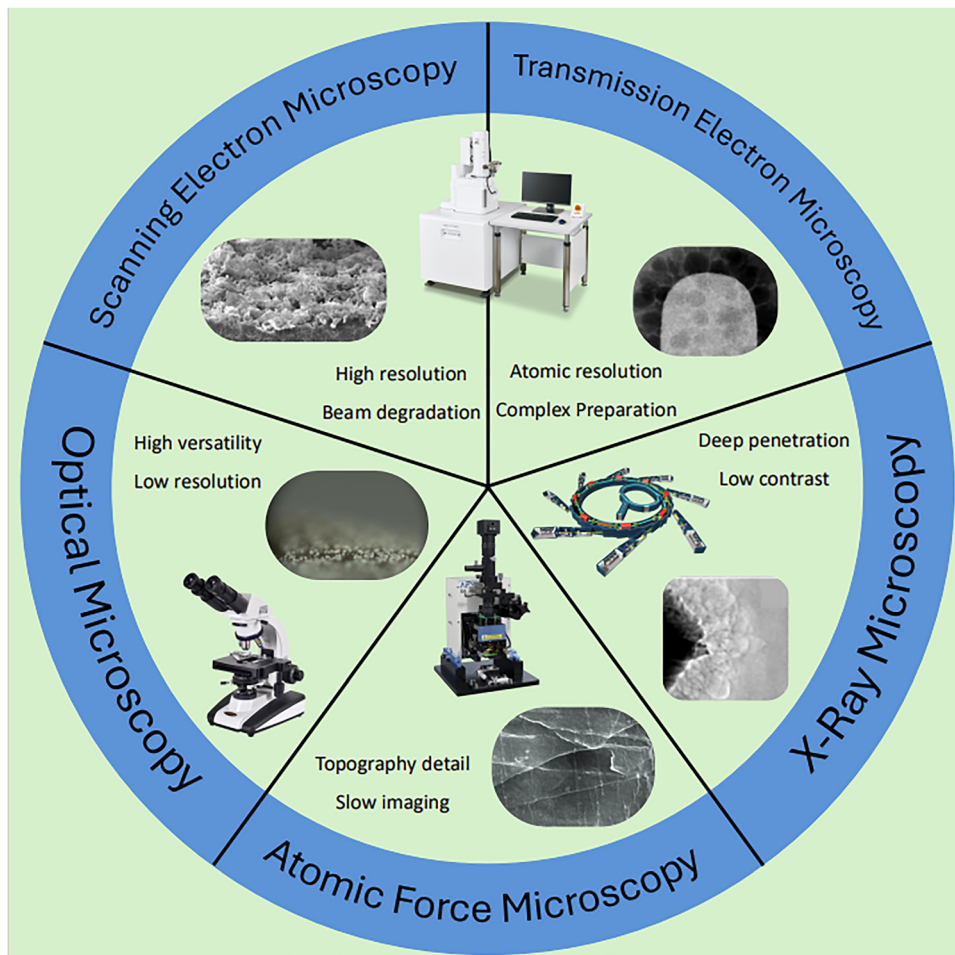 Scanning Electron Microscopy
Transmission Electron Microscopy
High resolution
Beam degradation
Atomic resolution
Complex Preparation
High versatility
Low resolution
Deep penetration
Low contrast
Optical Microscopy
X-Ray Microscopy
Topography detail
Slow imaging
Atomic Force Microscopy